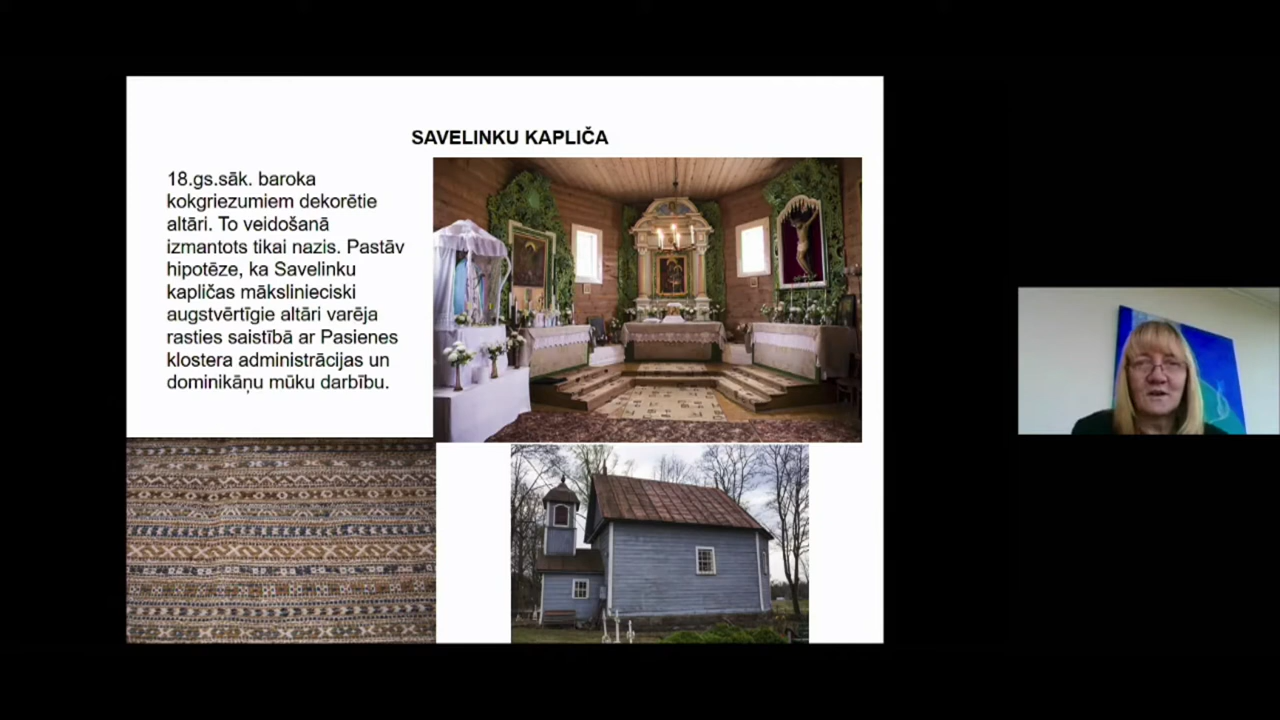 SAVELINKU KAPLIČA
18.gs.sāk. baroka
kokgriezumiem dekorētie
altāri. To veidošanā
izmantots tikai nazis. Pastāv
hipotēze, ka Savelinku
kapličas mākslinieciski
augstvērtīgie altāri varēja
rasties saistībā ar Pasienes
klostera administrācijas un
dominikāņu mūku darbību.